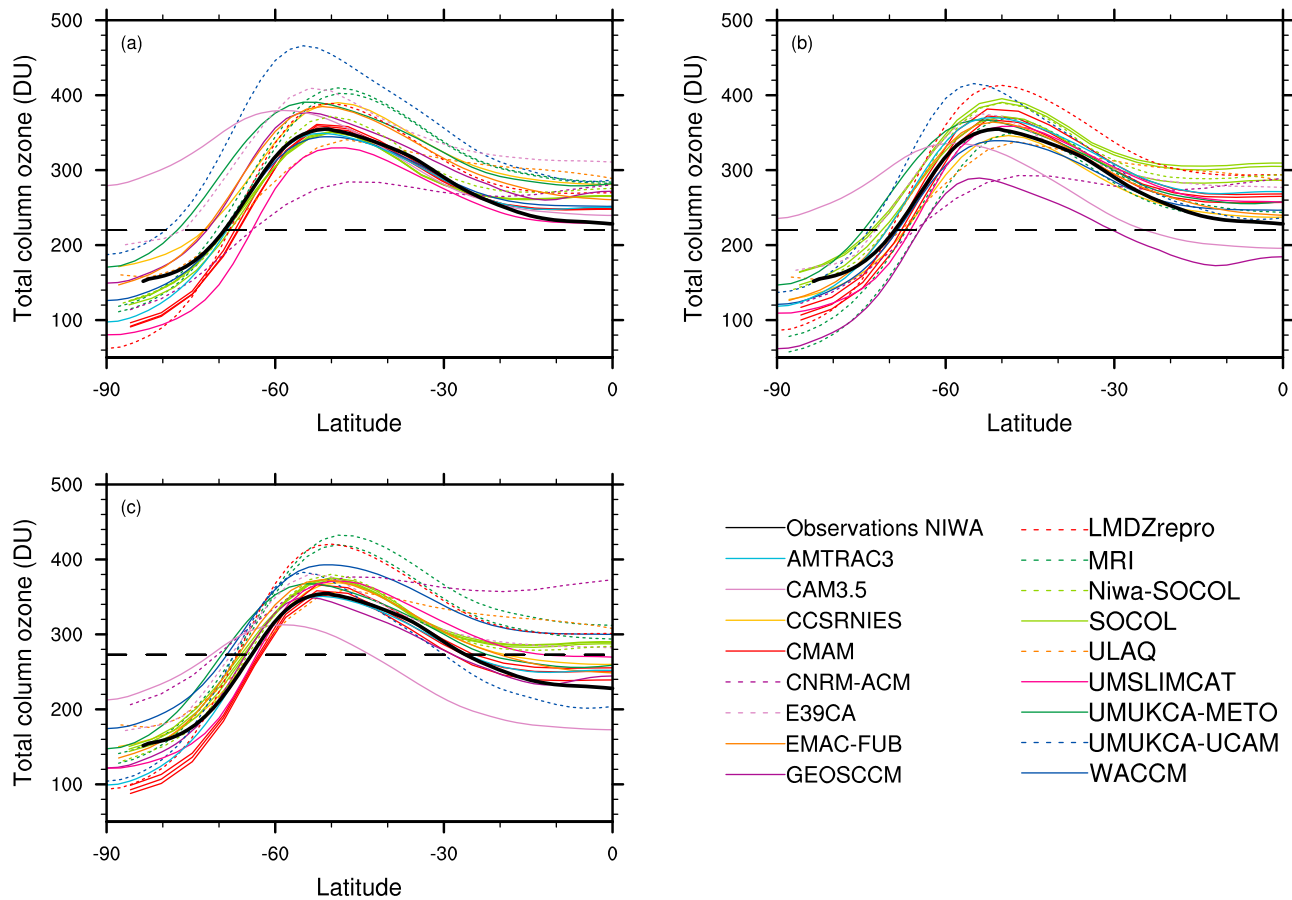 500
400
300
200
100
Total column ozone (DU)
(a)
-90
-60
-30
0
Latitude
500
400
300
200
100
Total column ozone (DU)
(b)
-90
-60
-30
0
Latitude
500
400
300
200
100
Total column ozone (DU)
(c)
-90
-60
-30
0
Latitude
Observations NIWA
AMTRAC3
CAM3.5
CCSRNIES
CMAM
CNRM-ACM
E39CA
EMAC-FUB
GEOSCCM
LMDZrepro
MRI
Niwa-SOCOL
SOCOL
ULAQ
UMSLIMCAT
UMUKCA-METO
UMUKCA-UCAM
WACCM